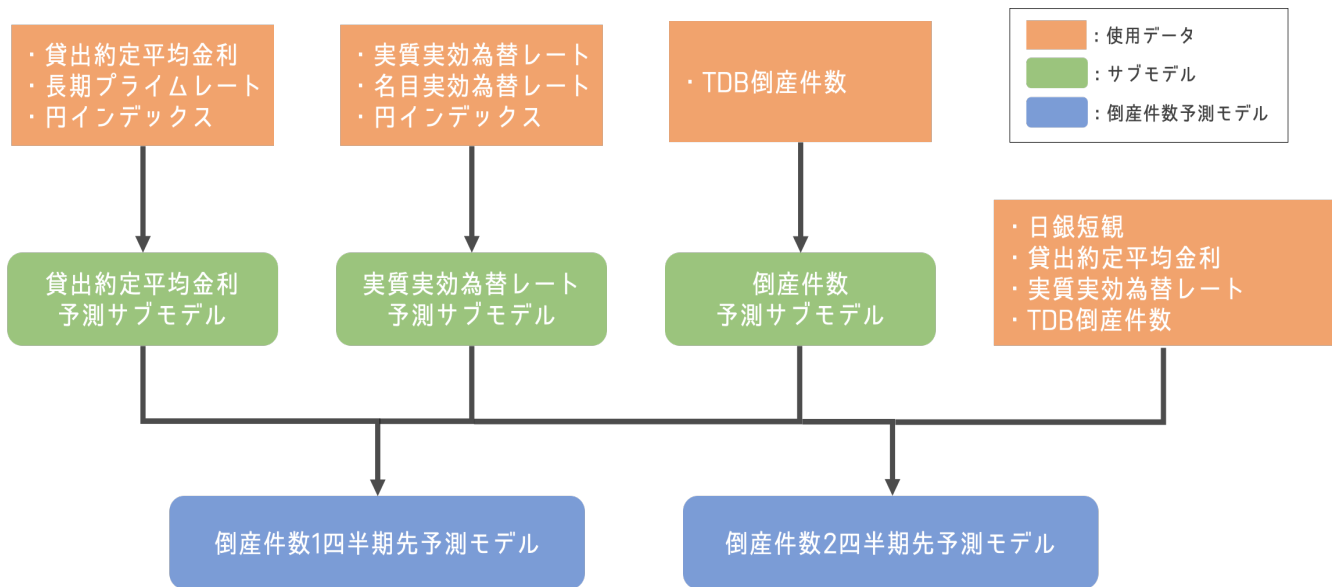 ・貸出約定平均金利
・長期プライムレート
・円インデックス
・実質実効為替レート
・名目実効為替レート
・円インデックス
・TDB倒産件数
：使用データ
：サブモデル
：倒産件数予測モデル
・日銀短観
・貸出約定平均金利
・実質実効為替レート
・TDB倒産件数
貸出約定平均金利
予測サブモデル
実質実効為替レート
予測サブモデル
倒産件数
予測サブモデル
倒産件数1四半期先予測モデル
倒産件数2四半期先予測モデル